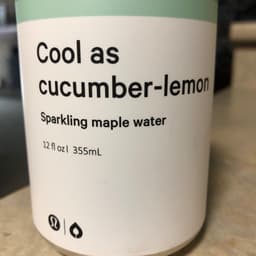 Cool as
cucumber-lemon
Sparkling maple water
12 fl oz | 355mL